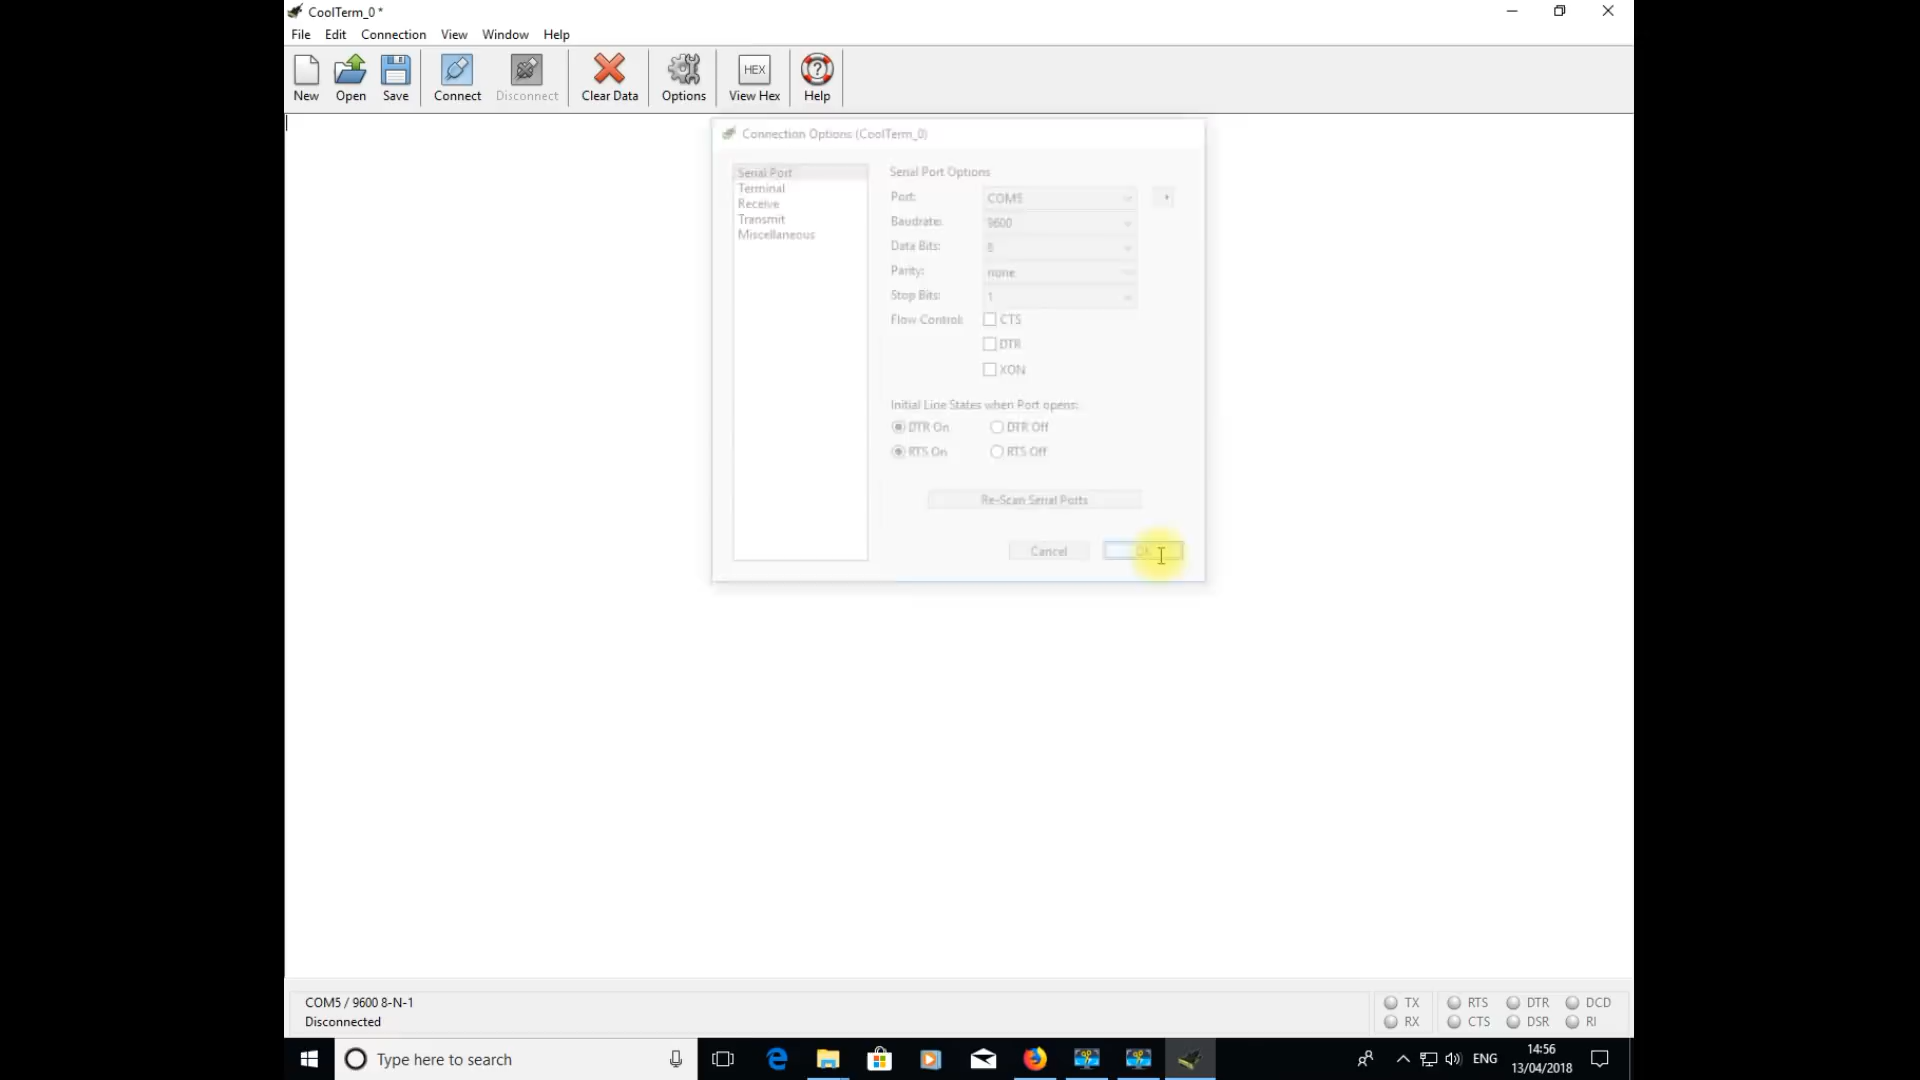 CoolTerm_0 *
File Edit Connection View Window Help
New Open Save Connect Disconnect Clear Data Options HEX View Hex Help
Connection Options (CoolTerm_0)
Serial Port
Terminal
Receive
Transmit
Miscellaneous
Serial Port Options
Port: COM5
Baudrate: 9600
Data Bits: 8
Parity: none
Stop Bits: 1
Flow Control: CTS
DTR
XON
Initial Line States when Port opens:
DTR On DTR Off
RTS On RTS Off
Re-Scan Serial Ports
Cancel
COM5 / 9600 8-N-1
Disconnected
TX RTS DTR DCD
RX CTS DSR RI
Type here to search
ENG
14:56
13/04/2018